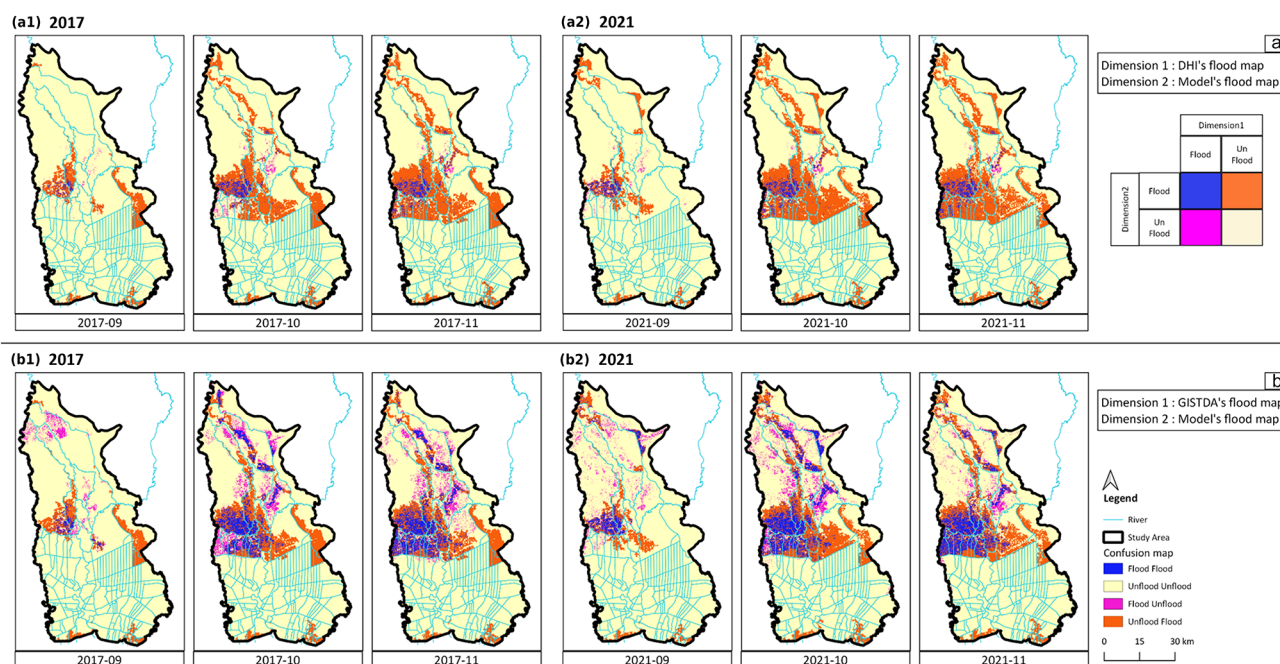 (a1) 2017
(a2) 2021
a
Dimension 1 : DHI's flood map
Dimension 2 : Model's flood map
Dimension1
Flood
Un
Flood
Dimension2
Flood
Un
Flood
2017-09
2017-10
2017-11
2021-09
2021-10
2021-11
(b1) 2017
(b2) 2021
b
Dimension 1 : GISTDA's flood map
Dimension 2 : Model's flood map
Legend
River
Study Area
Confusion map
Flood Flood
Unflood Unflood
Flood Unflood
Unflood Flood
0 15 30 km
2017-09
2017-10
2017-11
2021-09
2021-10
2021-11